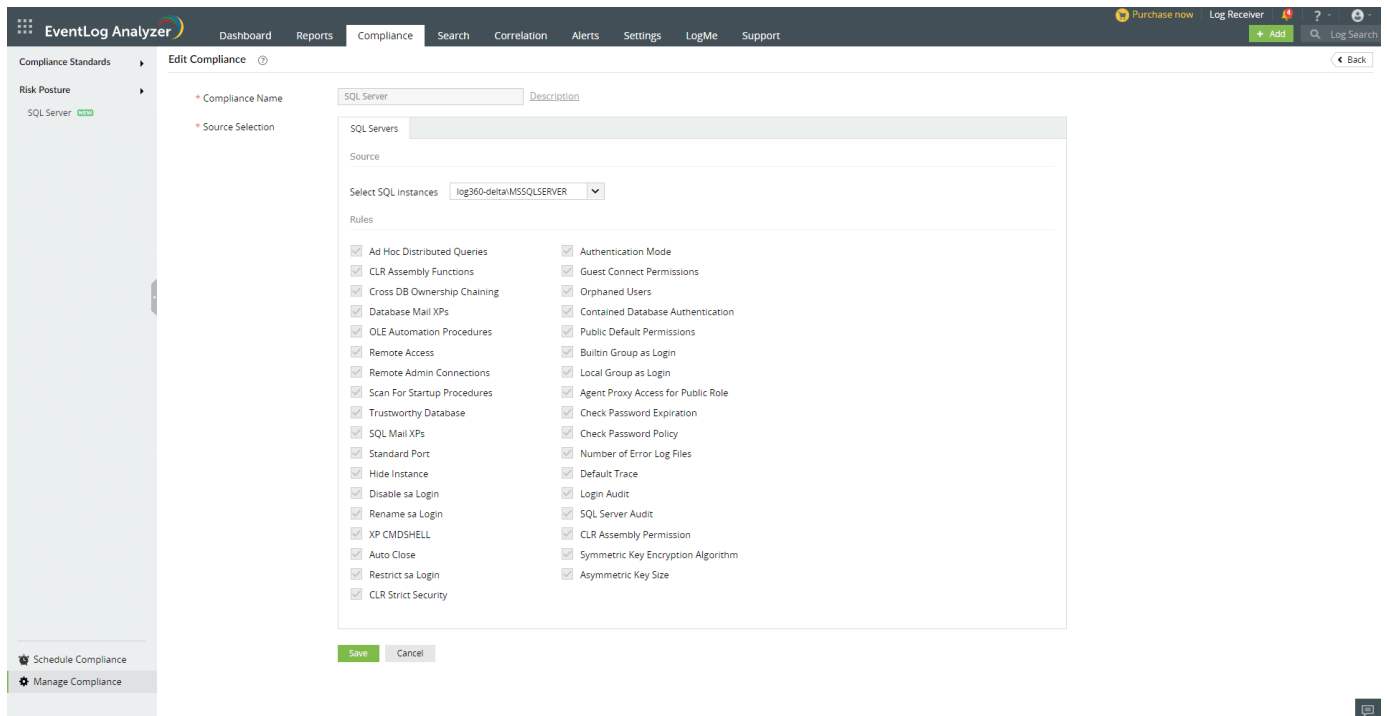 Purchase now Log Receiver 4 ?
EventLog Analyzer Dashboard Reports Compliance Search Correlation Alerts Settings LogMe Support + Add Log Search
Compliance Standards
Edit Compliance ?
Back
Risk Posture
SQL Server NEW
* Compliance Name SQL Server Description
* Source Selection SQL Servers
Source
Select SQL instances log360-delta\MSSQLSERVER
Rules
Ad Hoc Distributed Queries Authentication Mode
CLR Assembly Functions Guest Connect Permissions
Cross DB Ownership Chaining Orphaned Users
Database Mail XPs Contained Database Authentication
OLE Automation Procedures Public Default Permissions
Remote Access Builtin Group as Login
Remote Admin Connections Local Group as Login
Scan For Startup Procedures Agent Proxy Access for Public Role
Trustworthy Database Check Password Expiration
SQL Mail XPs Check Password Policy
Standard Port Number of Error Log Files
Hide Instance Default Trace
Disable sa Login Login Audit
Rename sa Login SQL Server Audit
XP CMDSHELL CLR Assembly Permission
Auto Close Symmetric Key Encryption Algorithm
Restrict sa Login Asymmetric Key Size
CLR Strict Security
Save Cancel
Schedule Compliance
Manage Compliance